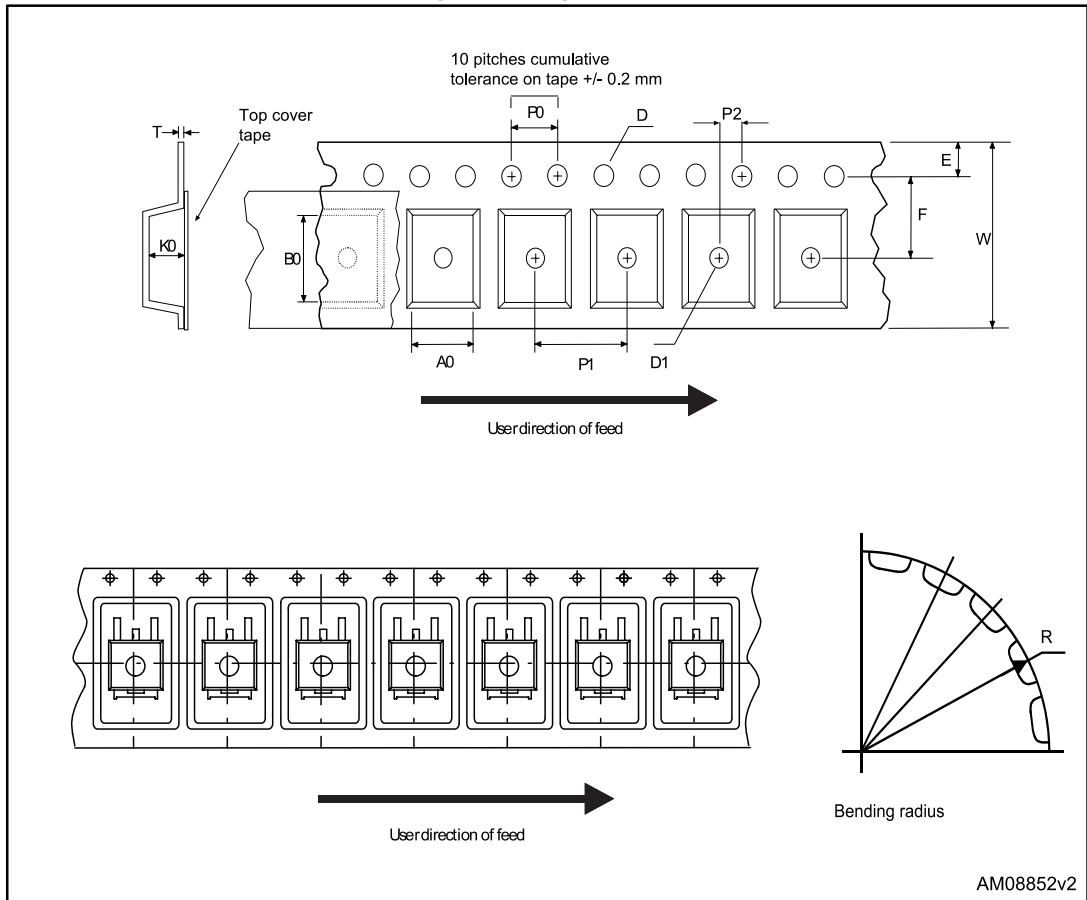 10 pitches cumulative
tolerance on tape +/- 0.2 mm
Top cover
tape
T
P0
D
P2
E
F
W
K0
B0
A0
P1
D1
User direction of feed
R
Bending radius
User direction of feed
AM08852v2